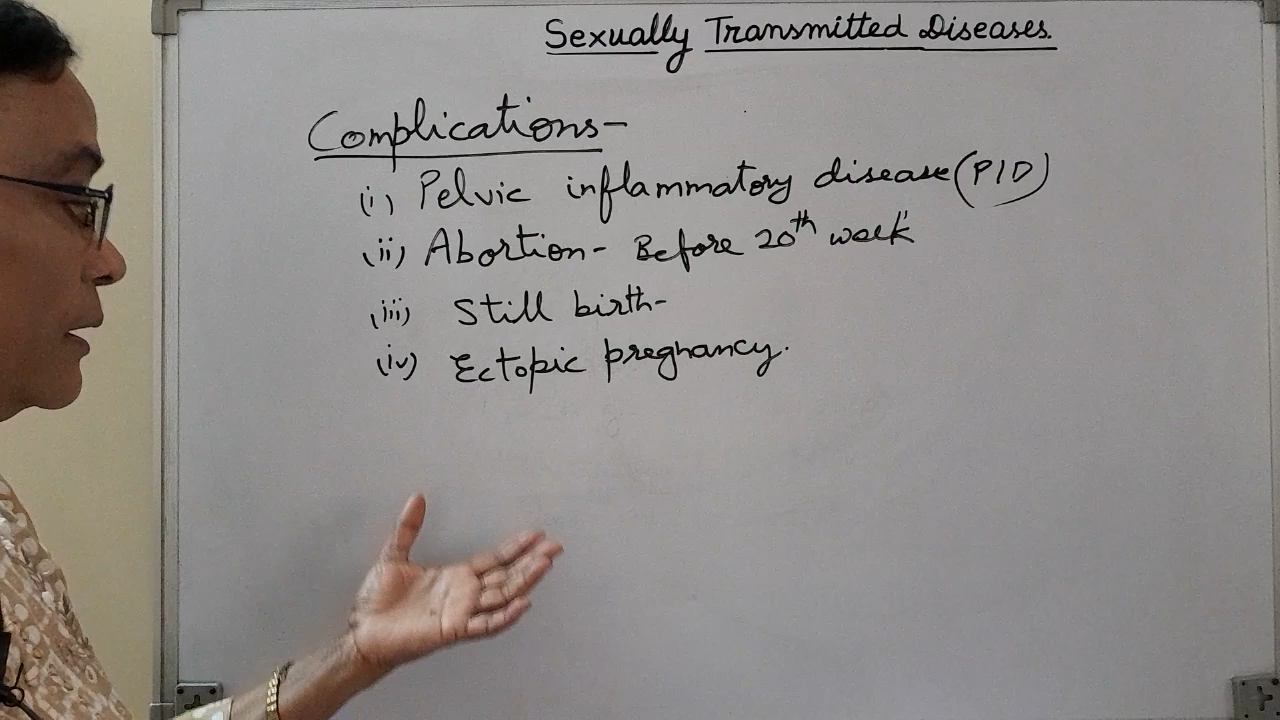 Sexually Transmitted Diseases.
Complications-
(i) Pelvic inflammatory disease (PID)
(ii) Abortion- Before 20th week
(iii) Still birth-
(iv) Ectopic pregnancy.